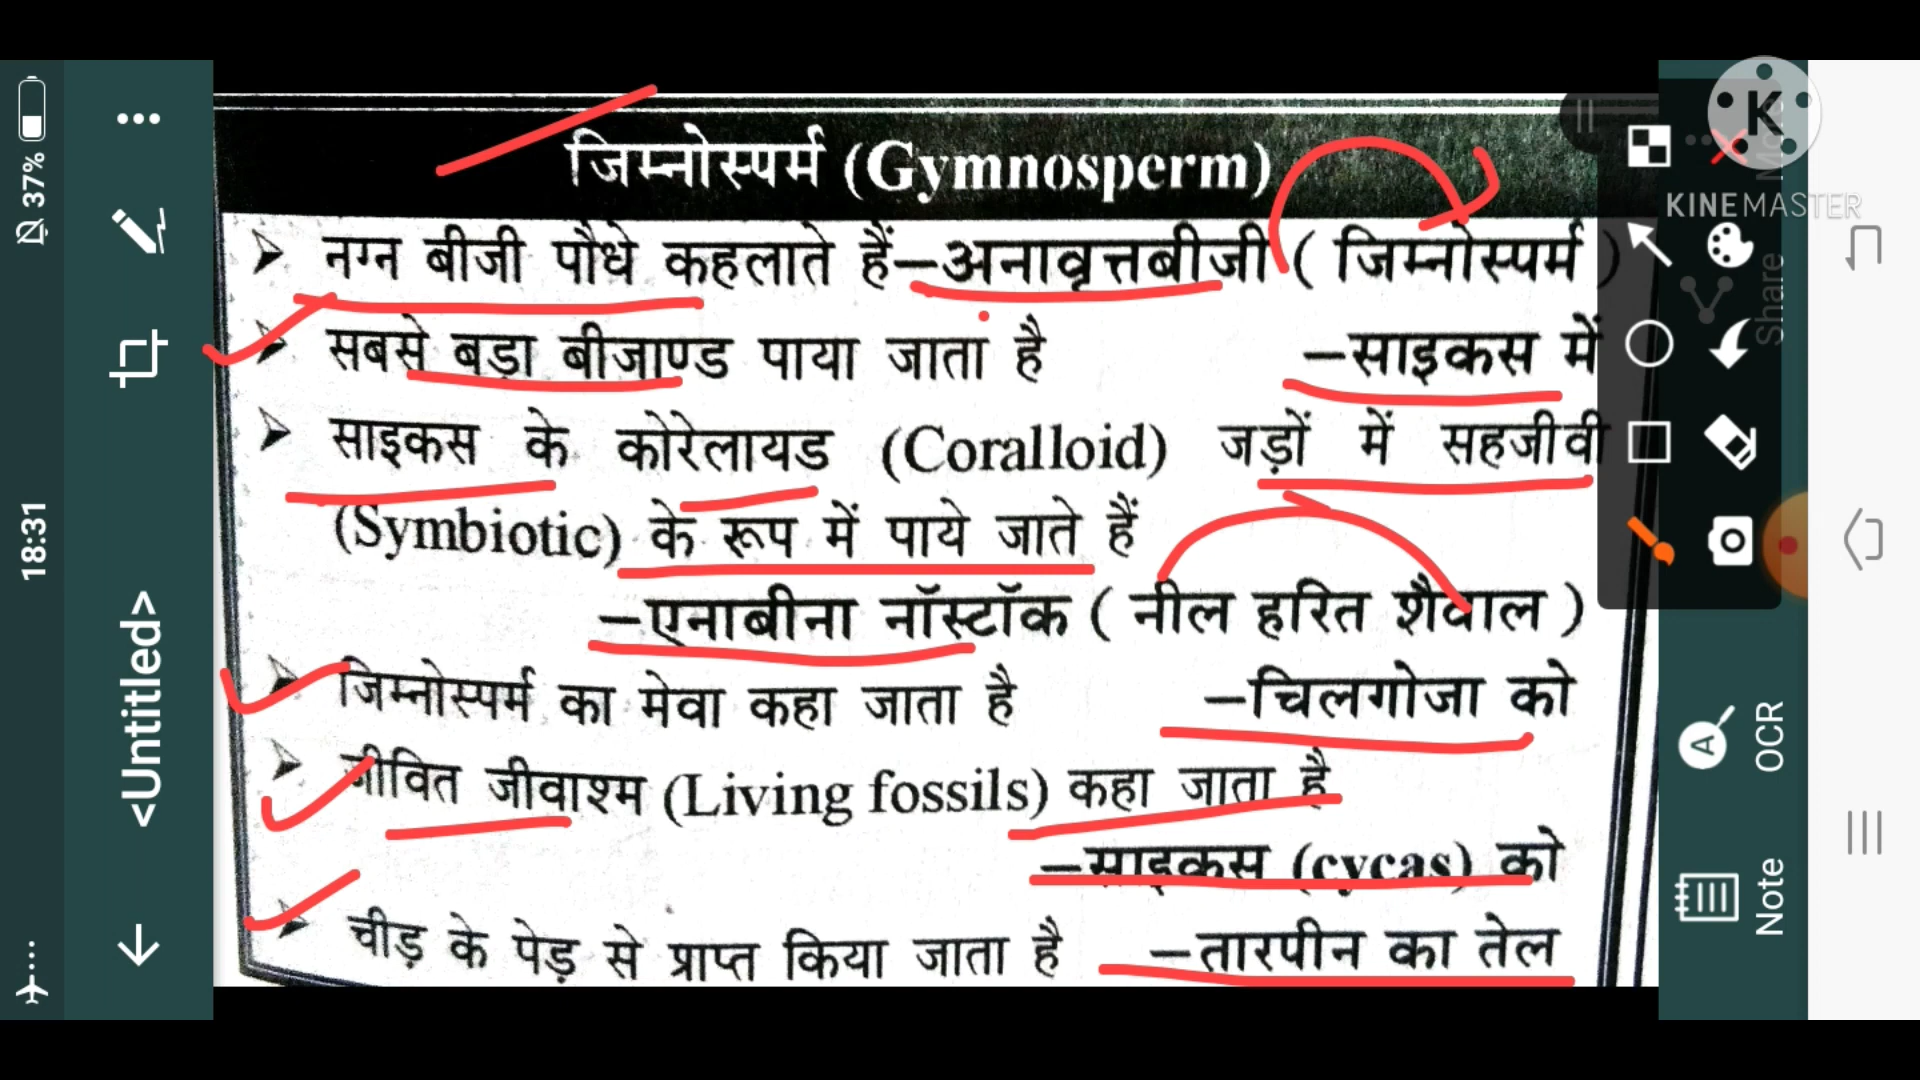 जिम्नोस्पर्म (Gymnosperm)
➤ नग्न बीजी पौधे कहलाते हैं–अनावृत्तबीजी ( जिम्नोस्पर्म )
➤ सबसे बड़ा बीजाण्ड पाया जाता है –साइकस में
➤ साइकस के कोरेलायड (Coralloid) जड़ों में सहजीवी
(Symbiotic) के रूप में पाये जाते हैं
–एनाबीना नॉस्टॉक ( नील हरित शैवाल )
➤ जिम्नोस्पर्म का मेवा कहा जाता है –चिलगोजा को
➤ जीवित जीवाश्म (Living fossils) कहा जाता है
–साइकस (cycas) को
➤ चीड़ के पेड़ से प्राप्त किया जाता है –तारपीन का तेल
37%
18:31
<Untitled>
K
KINEMASTER
More
Share
A
OCR
Note